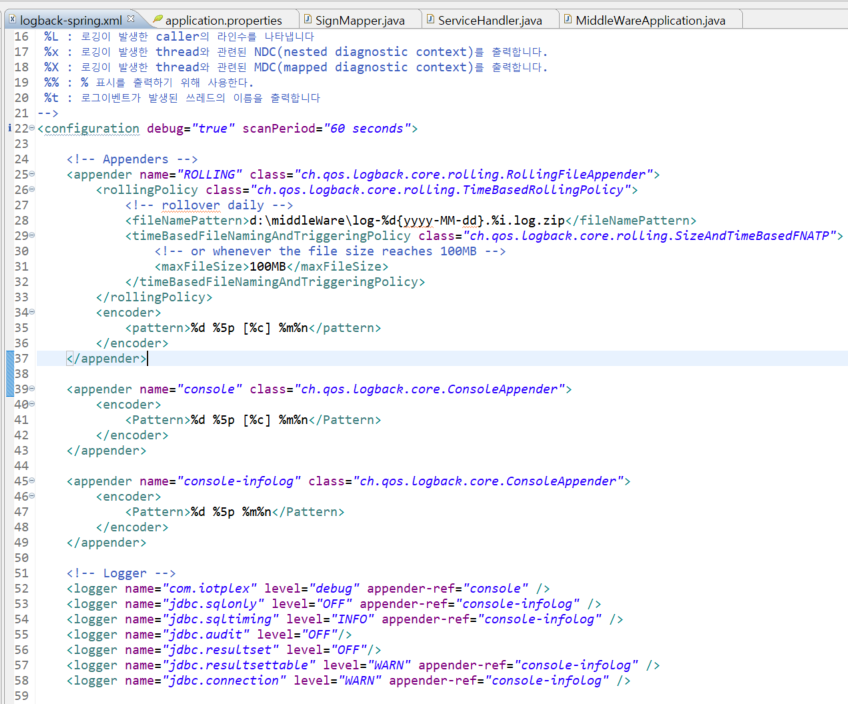 logback-spring.xml application.properties SignMapper.java ServiceHandler.java MiddleWareApplication.java
16 %L : 로깅이 발생한 caller의 라인수를 나타냅니다
17 %x : 로깅이 발생한 thread와 관련된 NDC(nested diagnostic context)를 출력합니다.
18 %X : 로깅이 발생한 thread와 관련된 MDC(mapped diagnostic context)를 출력합니다.
19 %% : % 표시를 출력하기 위해 사용한다.
20 %t : 로그이벤트가 발생된 쓰레드의 이름을 출력합니다
21 -->
22 <configuration debug="true" scanPeriod="60 seconds">
23
24 <!-- Appenders -->
25 <appender name="ROLLING" class="ch.qos.logback.core.rolling.RollingFileAppender">
26 <rollingPolicy class="ch.qos.logback.core.rolling.TimeBasedRollingPolicy">
27 <!-- rollover daily -->
28 <fileNamePattern>d:\middleWare\log-%d{yyyy-MM-dd}.%i.log.zip</fileNamePattern>
29 <timeBasedFileNamingAndTriggeringPolicy class="ch.qos.logback.core.rolling.SizeAndTimeBasedFNATP">
30 <!-- or whenever the file size reaches 100MB -->
31 <maxFileSize>100MB</maxFileSize>
32 </timeBasedFileNamingAndTriggeringPolicy>
33 </rollingPolicy>
34 <encoder>
35 <pattern>%d %5p [%c] %m%n</pattern>
36 </encoder>
37 </appender>
38
39 <appender name="console" class="ch.qos.logback.core.ConsoleAppender">
40 <encoder>
41 <Pattern>%d %5p [%c] %m%n</Pattern>
42 </encoder>
43 </appender>
44
45 <appender name="console-infolog" class="ch.qos.logback.core.ConsoleAppender">
46 <encoder>
47 <Pattern>%d %5p %m%n</Pattern>
48 </encoder>
49 </appender>
50
51 <!-- Logger -->
52 <logger name="com.iotplex" level="debug" appender-ref="console" />
53 <logger name="jdbc.sqlonly" level="OFF" appender-ref="console-infolog" />
54 <logger name="jdbc.sqltiming" level="INFO" appender-ref="console-infolog" />
55 <logger name="jdbc.audit" level="OFF"/>
56 <logger name="jdbc.resultset" level="OFF"/>
57 <logger name="jdbc.resultsettable" level="WARN" appender-ref="console-infolog" />
58 <logger name="jdbc.connection" level="WARN" appender-ref="console-infolog" />
59